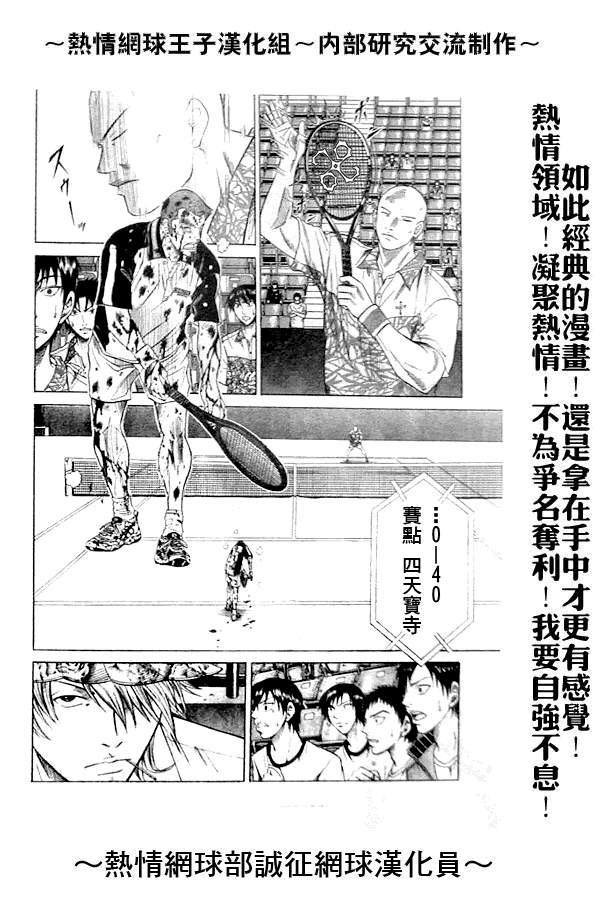 ～熱情網球王子漢化組～内部研究交流制作～
如此經典的漫畫！還是拿在手中才更有感覺！
熱情領域！凝聚熱情！不為爭名奪利！我要自強不息！
スゥー
スッ
…0—40
賽點 四天寶寺
～熱情網球部誠征網球漢化員～